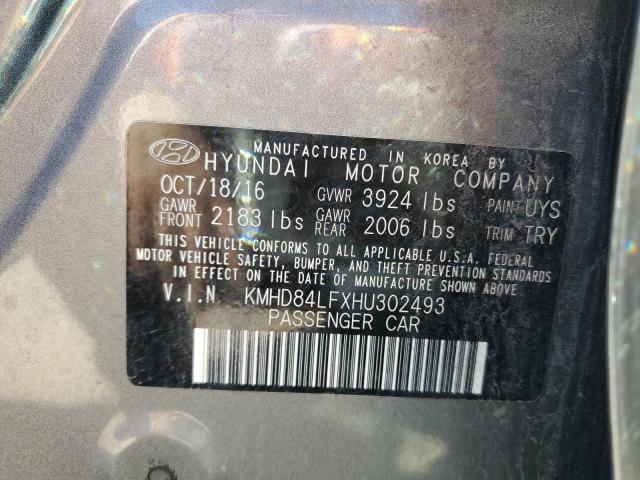 MANUFACTURED IN KOREA BY
HYUNDAI MOTOR COMPANY
OCT/18/16 GVWR 3924 lbs PAINT UYS
GAWR FRONT 2183 lbs GAWR REAR 2006 lbs TRIM TRY
THIS VEHICLE CONFORMS TO ALL APPLICABLE U.S.A. FEDERAL
MOTOR VEHICLE SAFETY, BUMPER, AND THEFT PREVENTION STANDARDS
IN EFFECT ON THE DATE OF MANUFACTURE SHOWN ABOVE.
V.I.N KMHD84LFXHU302493
PASSENGER CAR